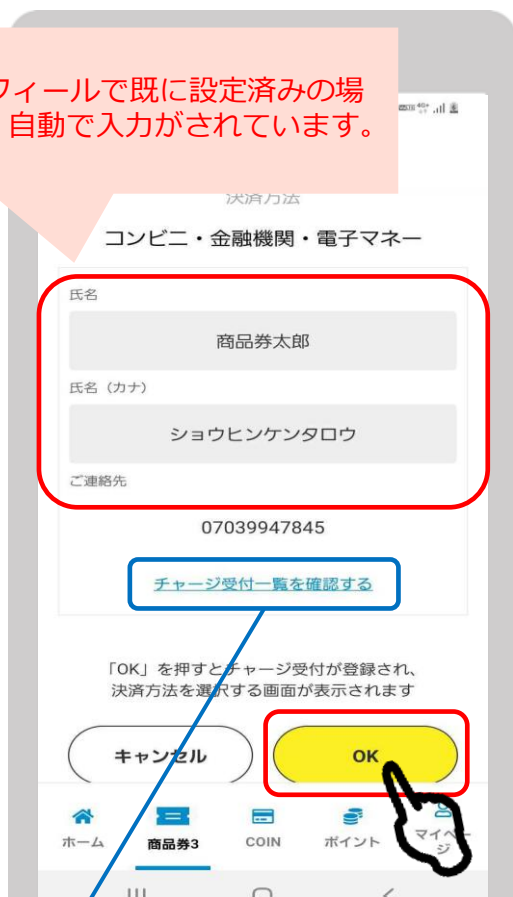 フィールで既に設定済みの場
自動で入力がされています。
決済方法
コンビニ・金融機関・電子マネー
氏名
商品券太郎
氏名（カナ）
ショウヒンケンタロウ
ご連絡先
07039947845
チャージ受付一覧を確認する
「OK」を押すとチャージ受付が登録され、
決済方法を選択する画面が表示されます
キャンセル
OK
ホーム
商品券3
COIN
ポイント
マイペー
ジ